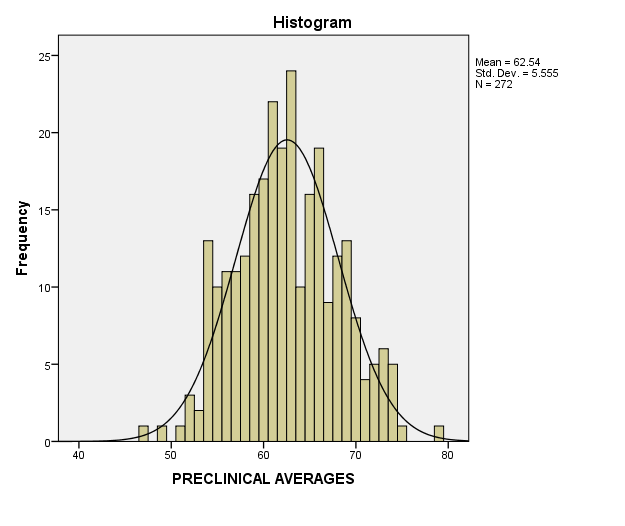 Histogram
Mean = 62.54
Std. Dev. = 5.555
N = 272
25
20
15
10
5
0
Frequency
40 50 60 70 80
PRECLINICAL AVERAGES